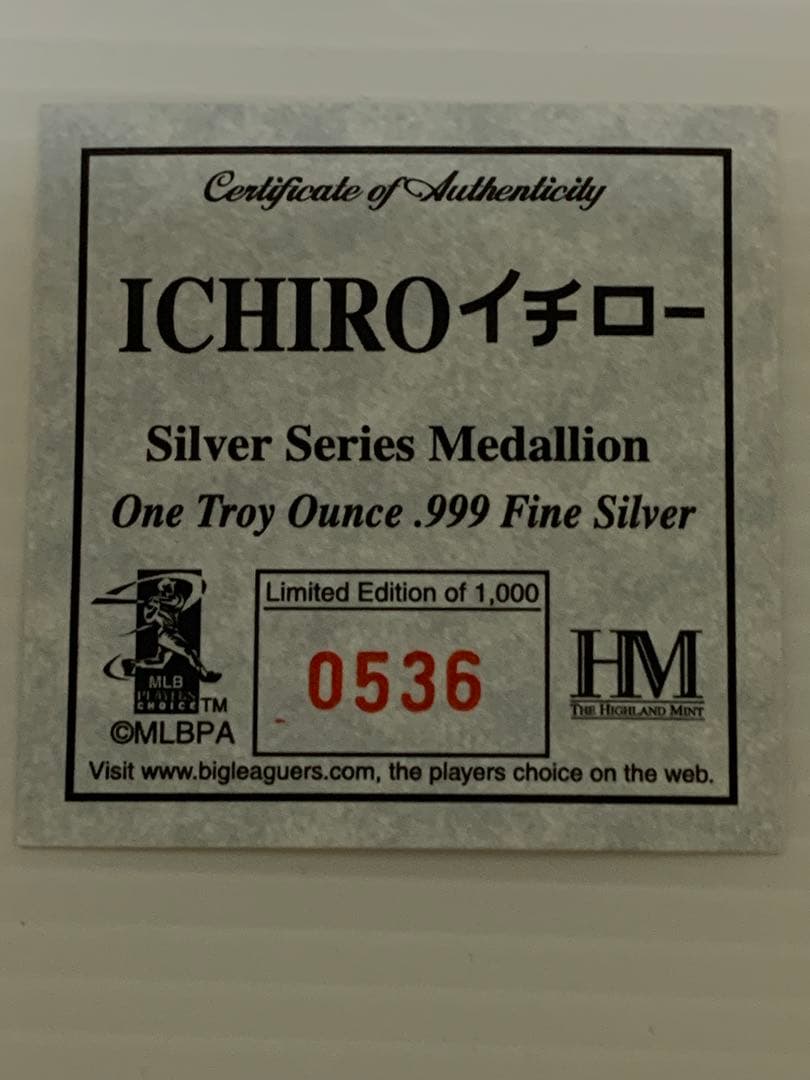 Certificate of Authenticity
ICHIROイチロー
Silver Series Medallion
One Troy Ounce .999 Fine Silver
Limited Edition of 1,000
0536
MLB
PLAYERS
CHOICE TM
©MLBPA
HM
THE HIGHLAND MINT
Visit www.bigleaguers.com, the players choice on the web.